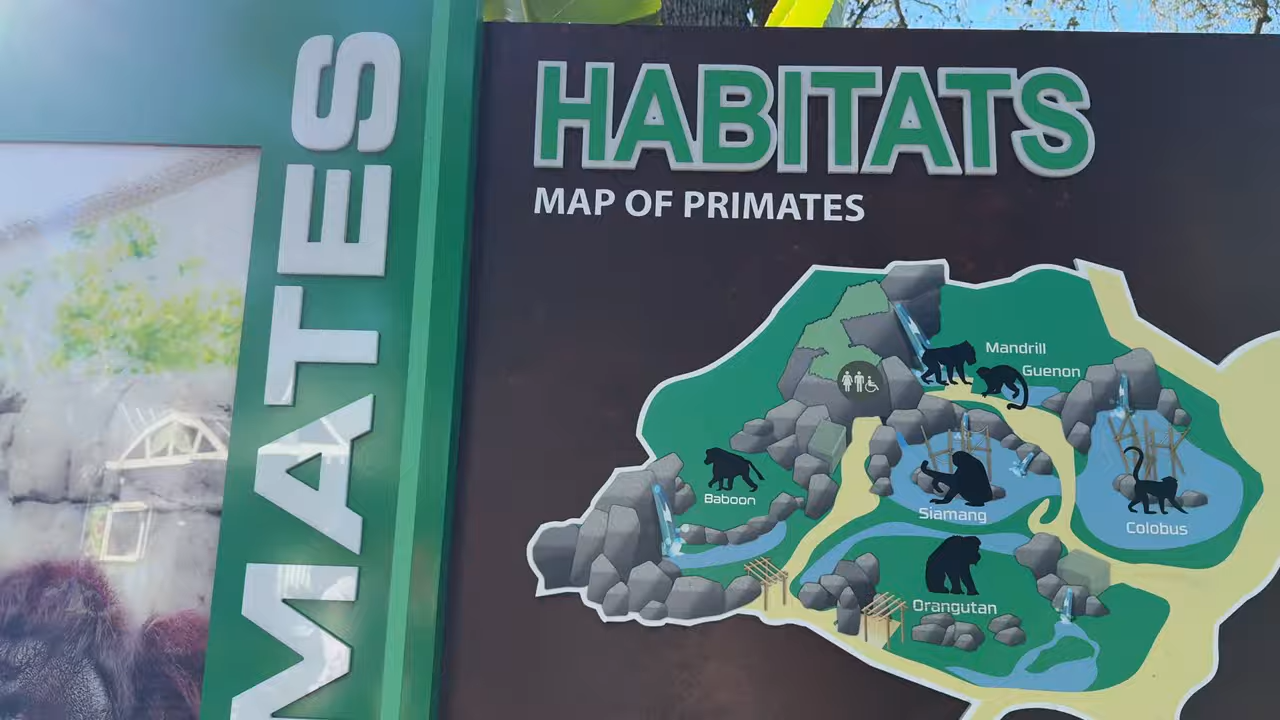 MATES
HABITATS
MAP OF PRIMATES
Mandrill
Guenon
Baboon
Siamang
Colobus
Orangutan